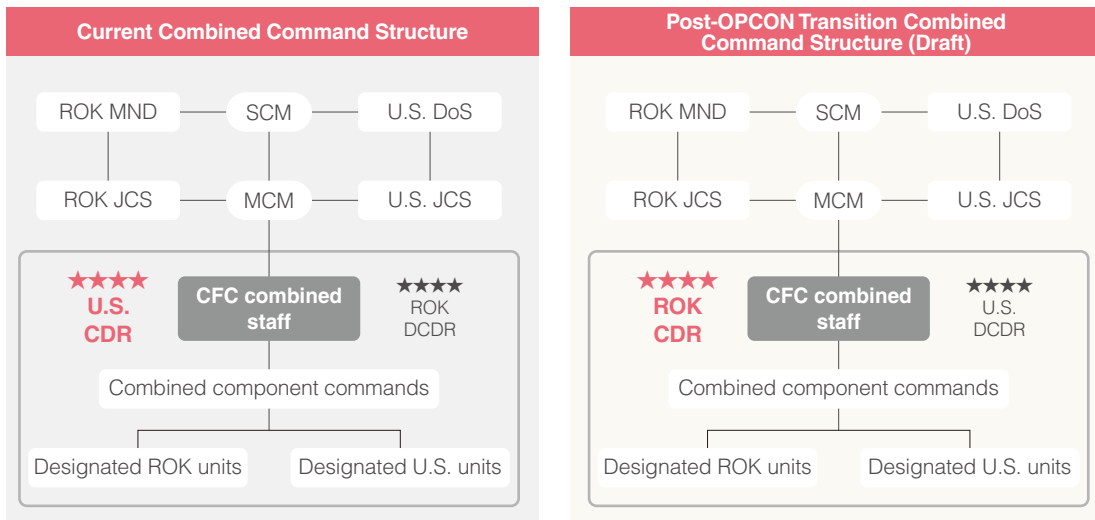 Current Combined Command Structure
ROK MND
SCM
U.S. DoS
ROK JCS
MCM
U.S. JCS
★★★★
U.S.
CDR
CFC combined
staff
★★★★
ROK
DCDR
Combined component commands
Designated ROK units
Designated U.S. units
Post-OPCON Transition Combined
Command Structure (Draft)
ROK MND
SCM
U.S. DoS
ROK JCS
MCM
U.S. JCS
★★★★
ROK
CDR
CFC combined
staff
★★★★
U.S.
DCDR
Combined component commands
Designated ROK units
Designated U.S. units